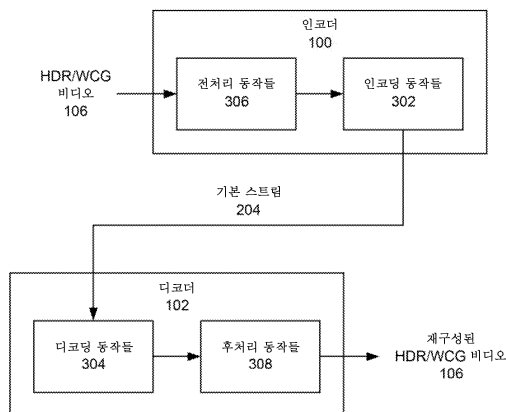 인코더
100
HDR/WCG
비디오
106
전처리 동작들
306
인코딩 동작들
302
기본 스트림
204
디코더
102
디코딩 동작들
304
후처리 동작들
308
재구성된
HDR/WCG 비디오
106